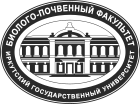 БИОЛОГО-ПОЧВЕННЫЙ ФАКУЛЬТЕТ
ИРКУТСКИЙ ГОСУДАРСТВЕННЫЙ УНИВЕРСИТЕТ